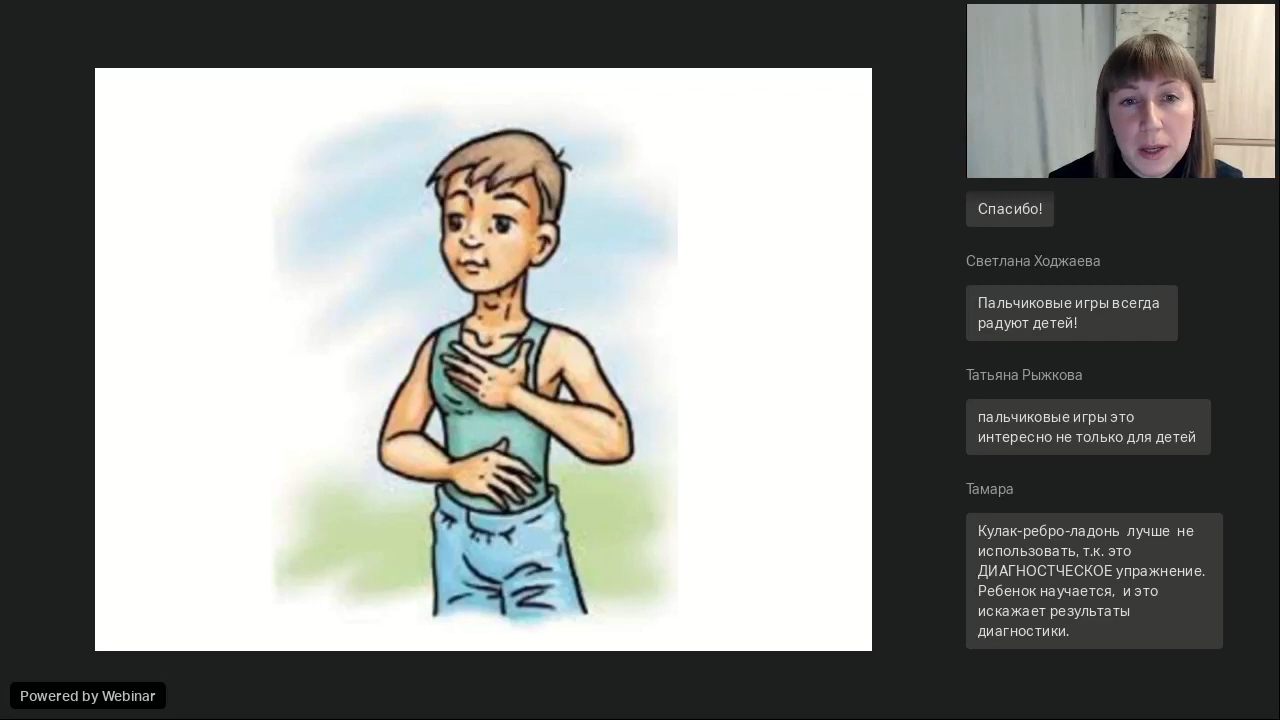 Спасибо!
Светлана Ходжаева
Пальчиковые игры всегда
радуют детей!
Татьяна Рыжкова
пальчиковые игры это
интересно не только для детей
Тамара
Кулак-ребро-ладонь лучше не
использовать, т.к. это
ДИАГНОСТЧЕСКОЕ упражнение.
Ребенок научается, и это
искажает результаты
диагностики.
Powered by Webinar